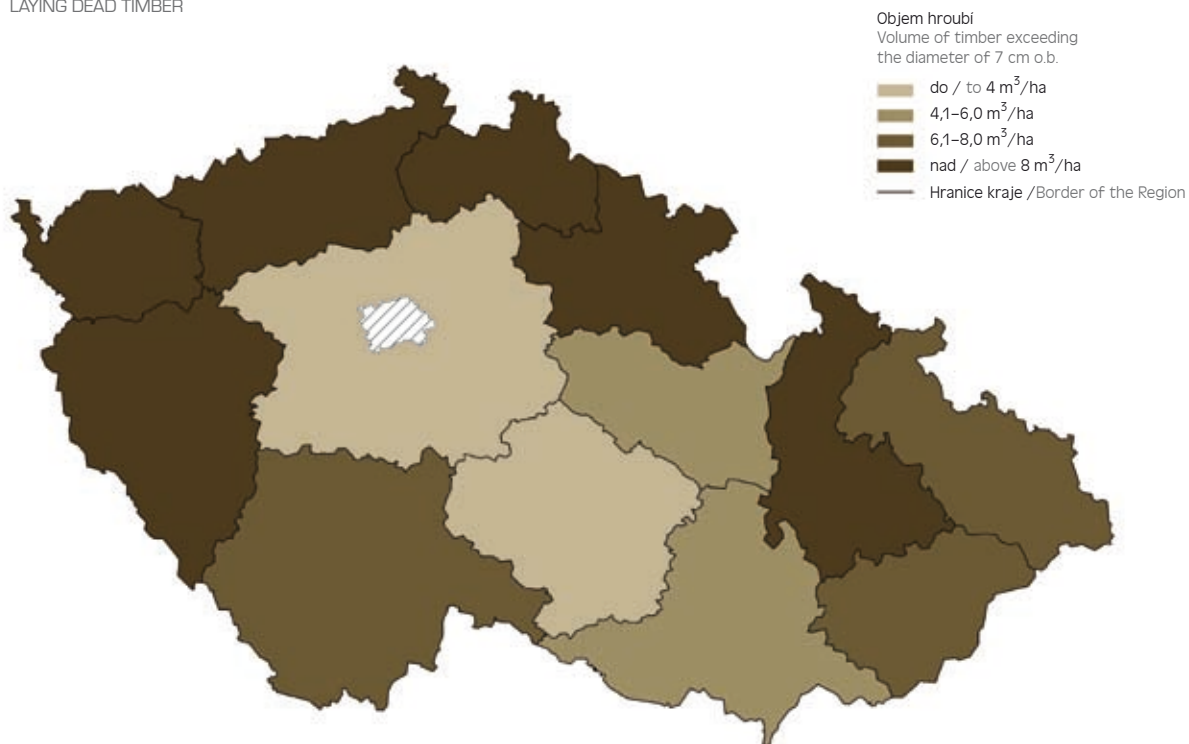 LAYING DEAD TIMBER
Objem hroubí
Volume of timber exceeding
the diameter of 7 cm o.b.
do / to 4 m³/ha
4,1–6,0 m³/ha
6,1–8,0 m³/ha
nad / above 8 m³/ha
Hranice kraje /Border of the Region